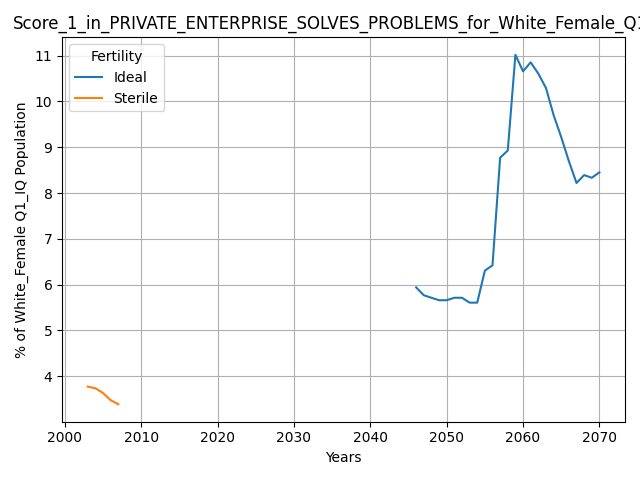 Score_1_in_PRIVATE_ENTERPRISE_SOLVES_PROBLEMS_for_White_Female_Q1
Fertility
Ideal
Sterile
% of White_Female Q1_IQ Population
11
10
9
8
7
6
5
4
2000 2010 2020 2030 2040 2050 2060 2070
Years